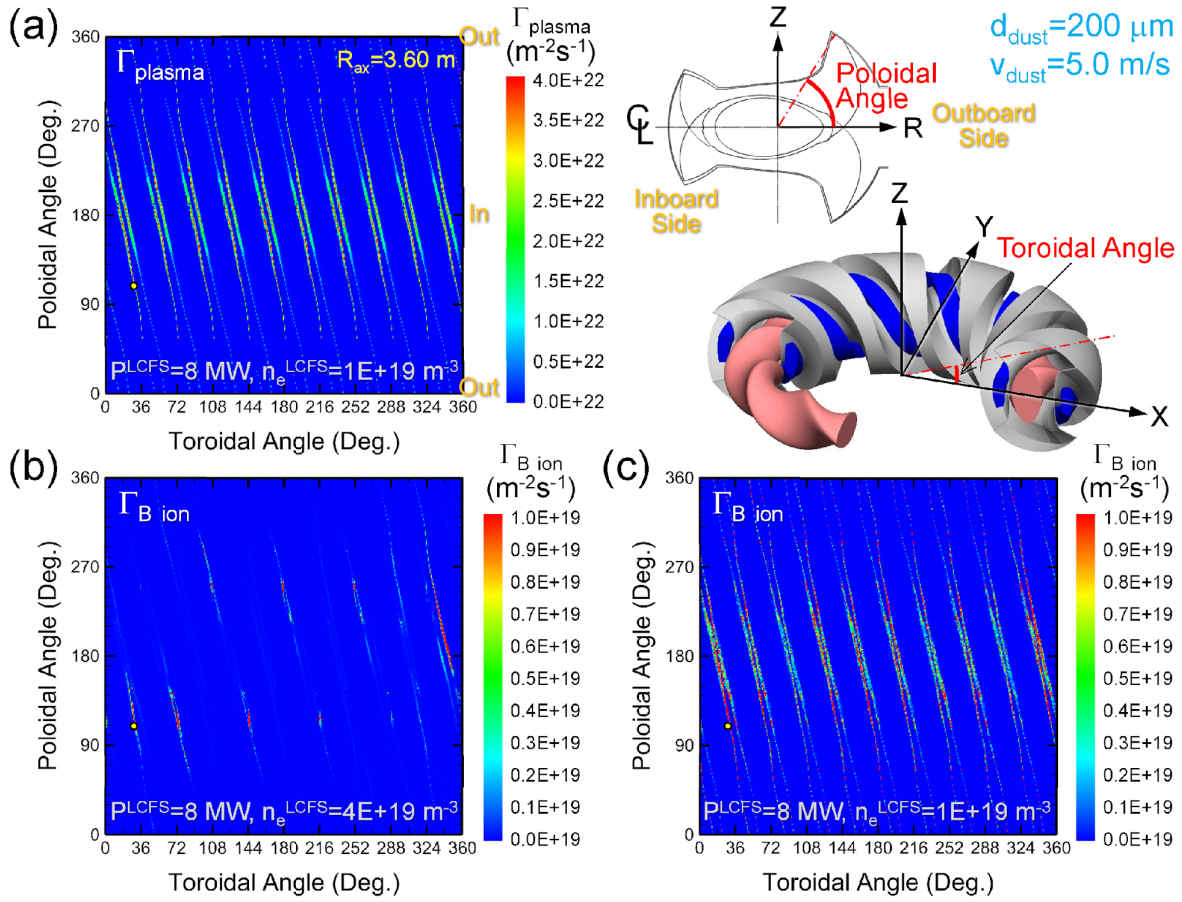 (a)
Γplasma
(m-2s-1)
360
270
180
90
0
Poloidal Angle (Deg.)
Γplasma
Rax=3.60 m
Out
In
Out
PLCFS=8 MW, neLCFS=1E+19 m-3
0 36 72 108 144 180 216 252 288 324 360
Toroidal Angle (Deg.)
4.0E+22
3.5E+22
3.0E+22
2.5E+22
2.0E+22
1.5E+22
1.0E+22
0.5E+22
0.0E+22
Z
Poloidal
Angle
R
℄
Outboard
Side
Inboard
Side
ddust=200 μm
vdust=5.0 m/s
Z
Y
Toroidal Angle
X
(b)
ΓB ion
(m-2s-1)
360
270
180
90
0
Poloidal Angle (Deg.)
ΓB ion
PLCFS=8 MW, neLCFS=4E+19 m-3
0 36 72 108 144 180 216 252 288 324 360
Toroidal Angle (Deg.)
1.0E+19
0.9E+19
0.8E+19
0.7E+19
0.6E+19
0.5E+19
0.4E+19
0.3E+19
0.2E+19
0.1E+19
0.0E+19
(c)
ΓB ion
(m-2s-1)
360
270
180
90
0
Poloidal Angle (Deg.)
ΓB ion
PLCFS=8 MW, neLCFS=1E+19 m-3
0 36 72 108 144 180 216 252 288 324 360
Toroidal Angle (Deg.)
1.0E+19
0.9E+19
0.8E+19
0.7E+19
0.6E+19
0.5E+19
0.4E+19
0.3E+19
0.2E+19
0.1E+19
0.0E+19